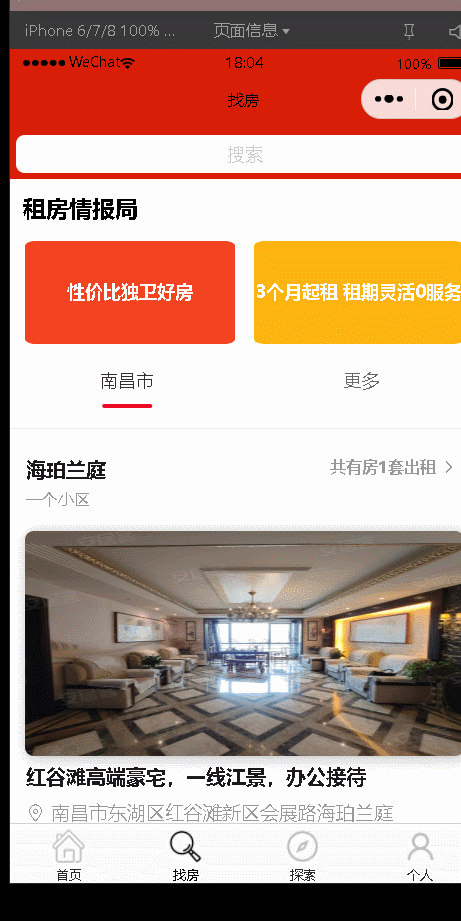 iPhone 6/7/8 100% ... 页面信息
WeChat 18:04 100%
找房
搜索
租房情报局
性价比独卫好房 3个月起租 租期灵活0服务
南昌市 更多
海珀兰庭 共有房1套出租
一个小区
红谷滩高端豪宅，一线江景，办公接待
南昌市东湖区红谷滩新区会展路海珀兰庭
首页 找房 探索 个人